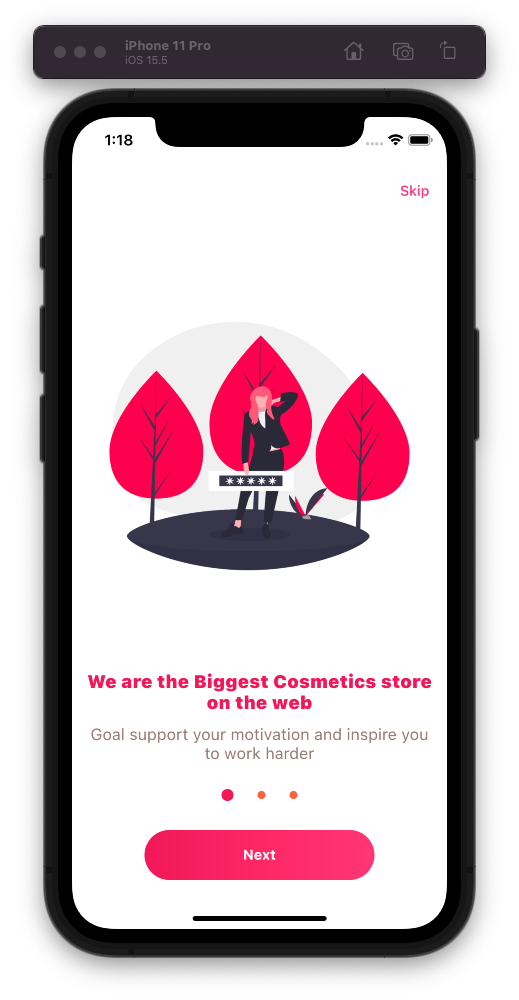 iPhone 11 Pro
iOS 15.5
1:18
Skip
We are the Biggest Cosmetics store
on the web
Goal support your motivation and inspire you
to work harder
Next